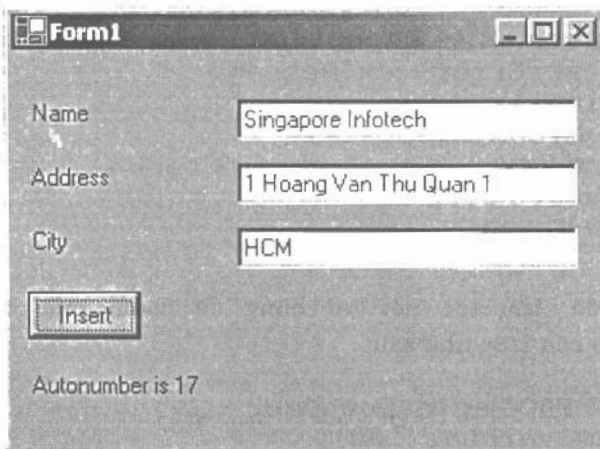 Form1
Name Singapore Infotech
Address 1 Hoang Van Thu Quan 1
City HCM
Insert
Autonumber is 17